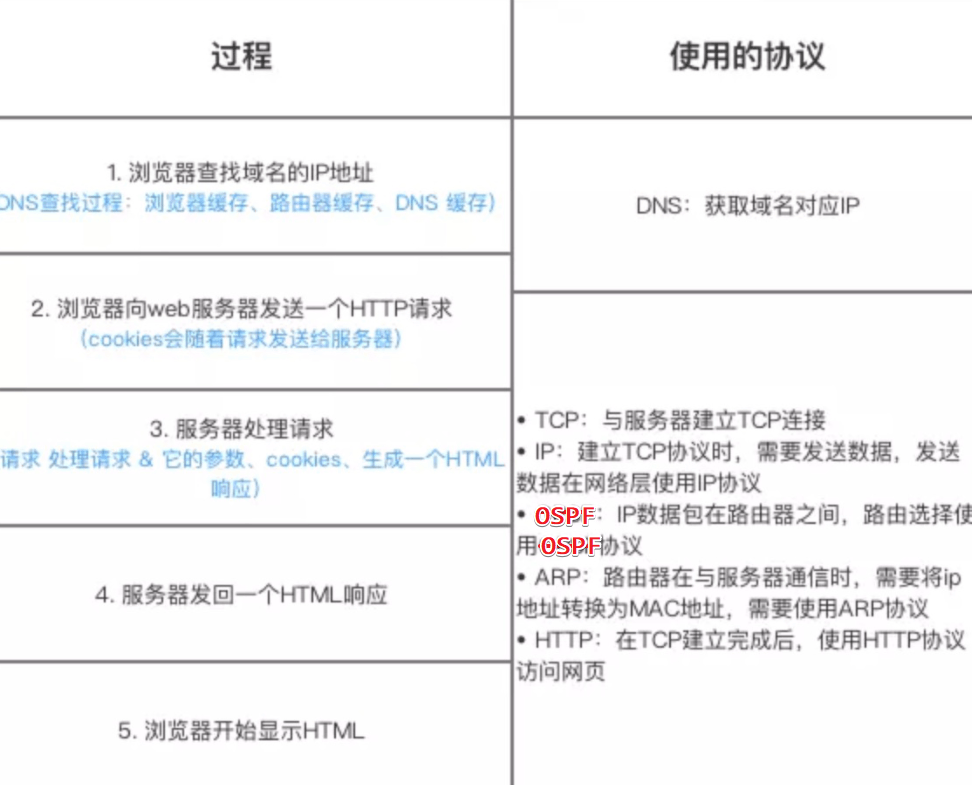 过程
使用的协议
1. 浏览器查找域名的IP地址
DNS查找过程：浏览器缓存、路由器缓存、DNS 缓存）
DNS：获取域名对应IP
2. 浏览器向web服务器发送一个HTTP请求
（cookies会随着请求发送给服务器）
3. 服务器处理请求
请求 处理请求 & 它的参数、cookies、生成一个HTML
响应）
4. 服务器发回一个HTML响应
5. 浏览器开始显示HTML
• TCP：与服务器建立TCP连接
• IP：建立TCP协议时，需要发送数据，发送
数据在网络层使用IP协议
• OSPF：IP数据包在路由器之间，路由选择使
用OSPF协议
• ARP：路由器在与服务器通信时，需要将ip
地址转换为MAC地址，需要使用ARP协议
• HTTP：在TCP建立完成后，使用HTTP协议
访问网页